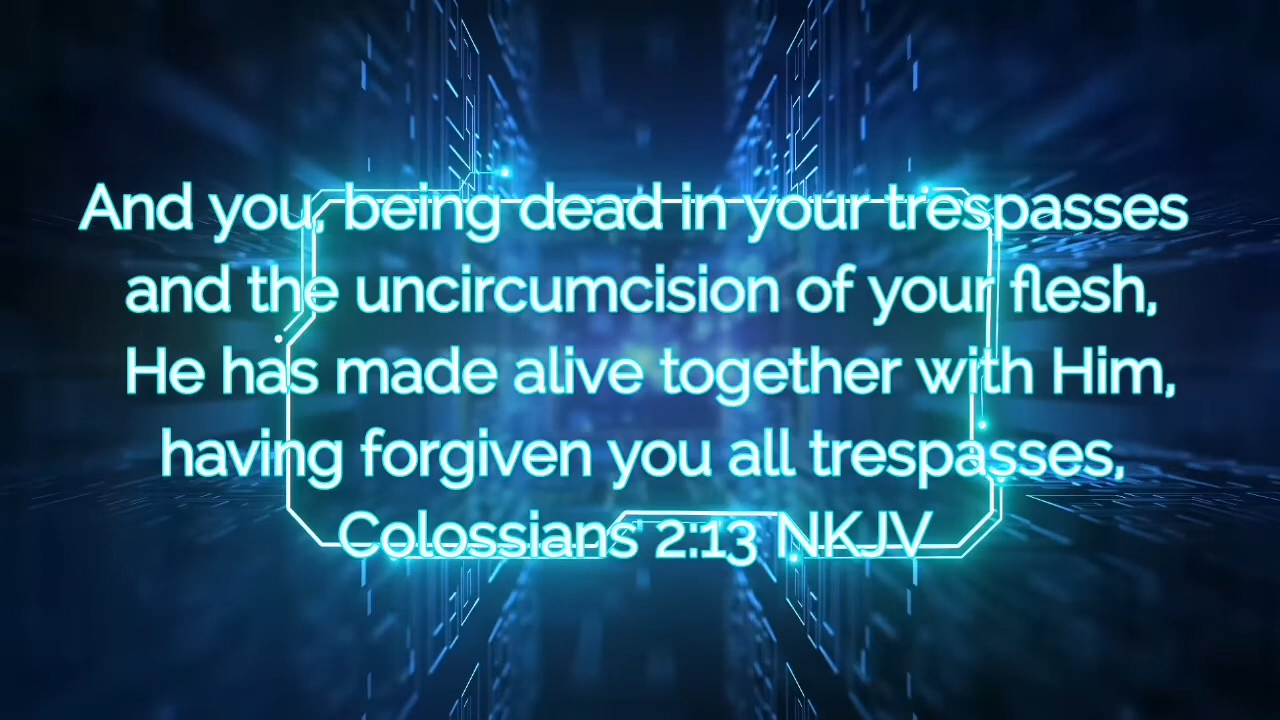 And you, being dead in your trespasses
and the uncircumcision of your flesh,
He has made alive together with Him,
having forgiven you all trespasses,
Colossians 2:13 NKJV